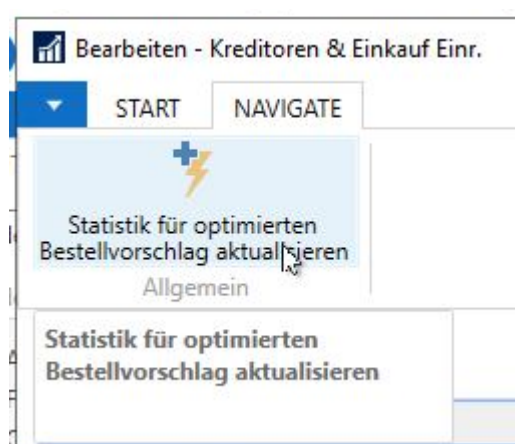 Bearbeiten - Kreditoren & Einkauf Einr.
START NAVIGATE
Statistik für optimierten
Bestellvorschlag aktualisieren
Allgemein
Statistik für optimierten
Bestellvorschlag aktualisieren